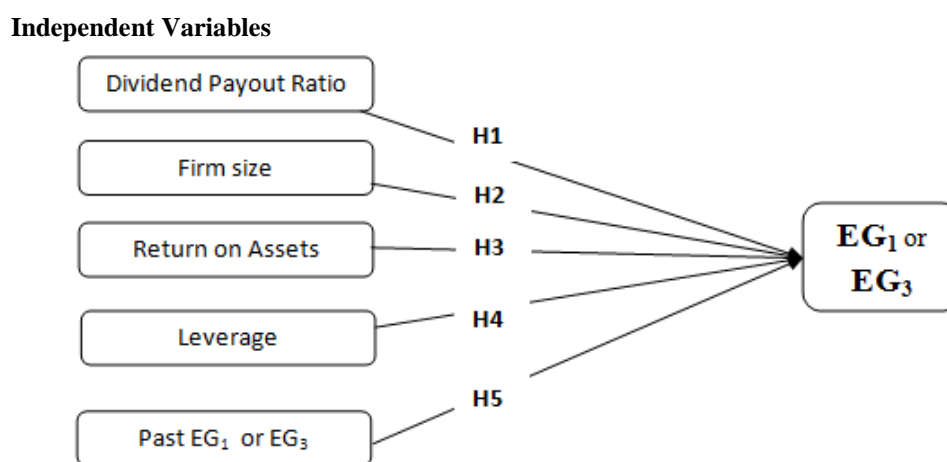 Independent Variables
Dividend Payout Ratio
H1
Firm size
H2
Return on Assets
H3
EG₁ or
EG₃
Leverage
H4
H5
Past EG₁ or EG₃